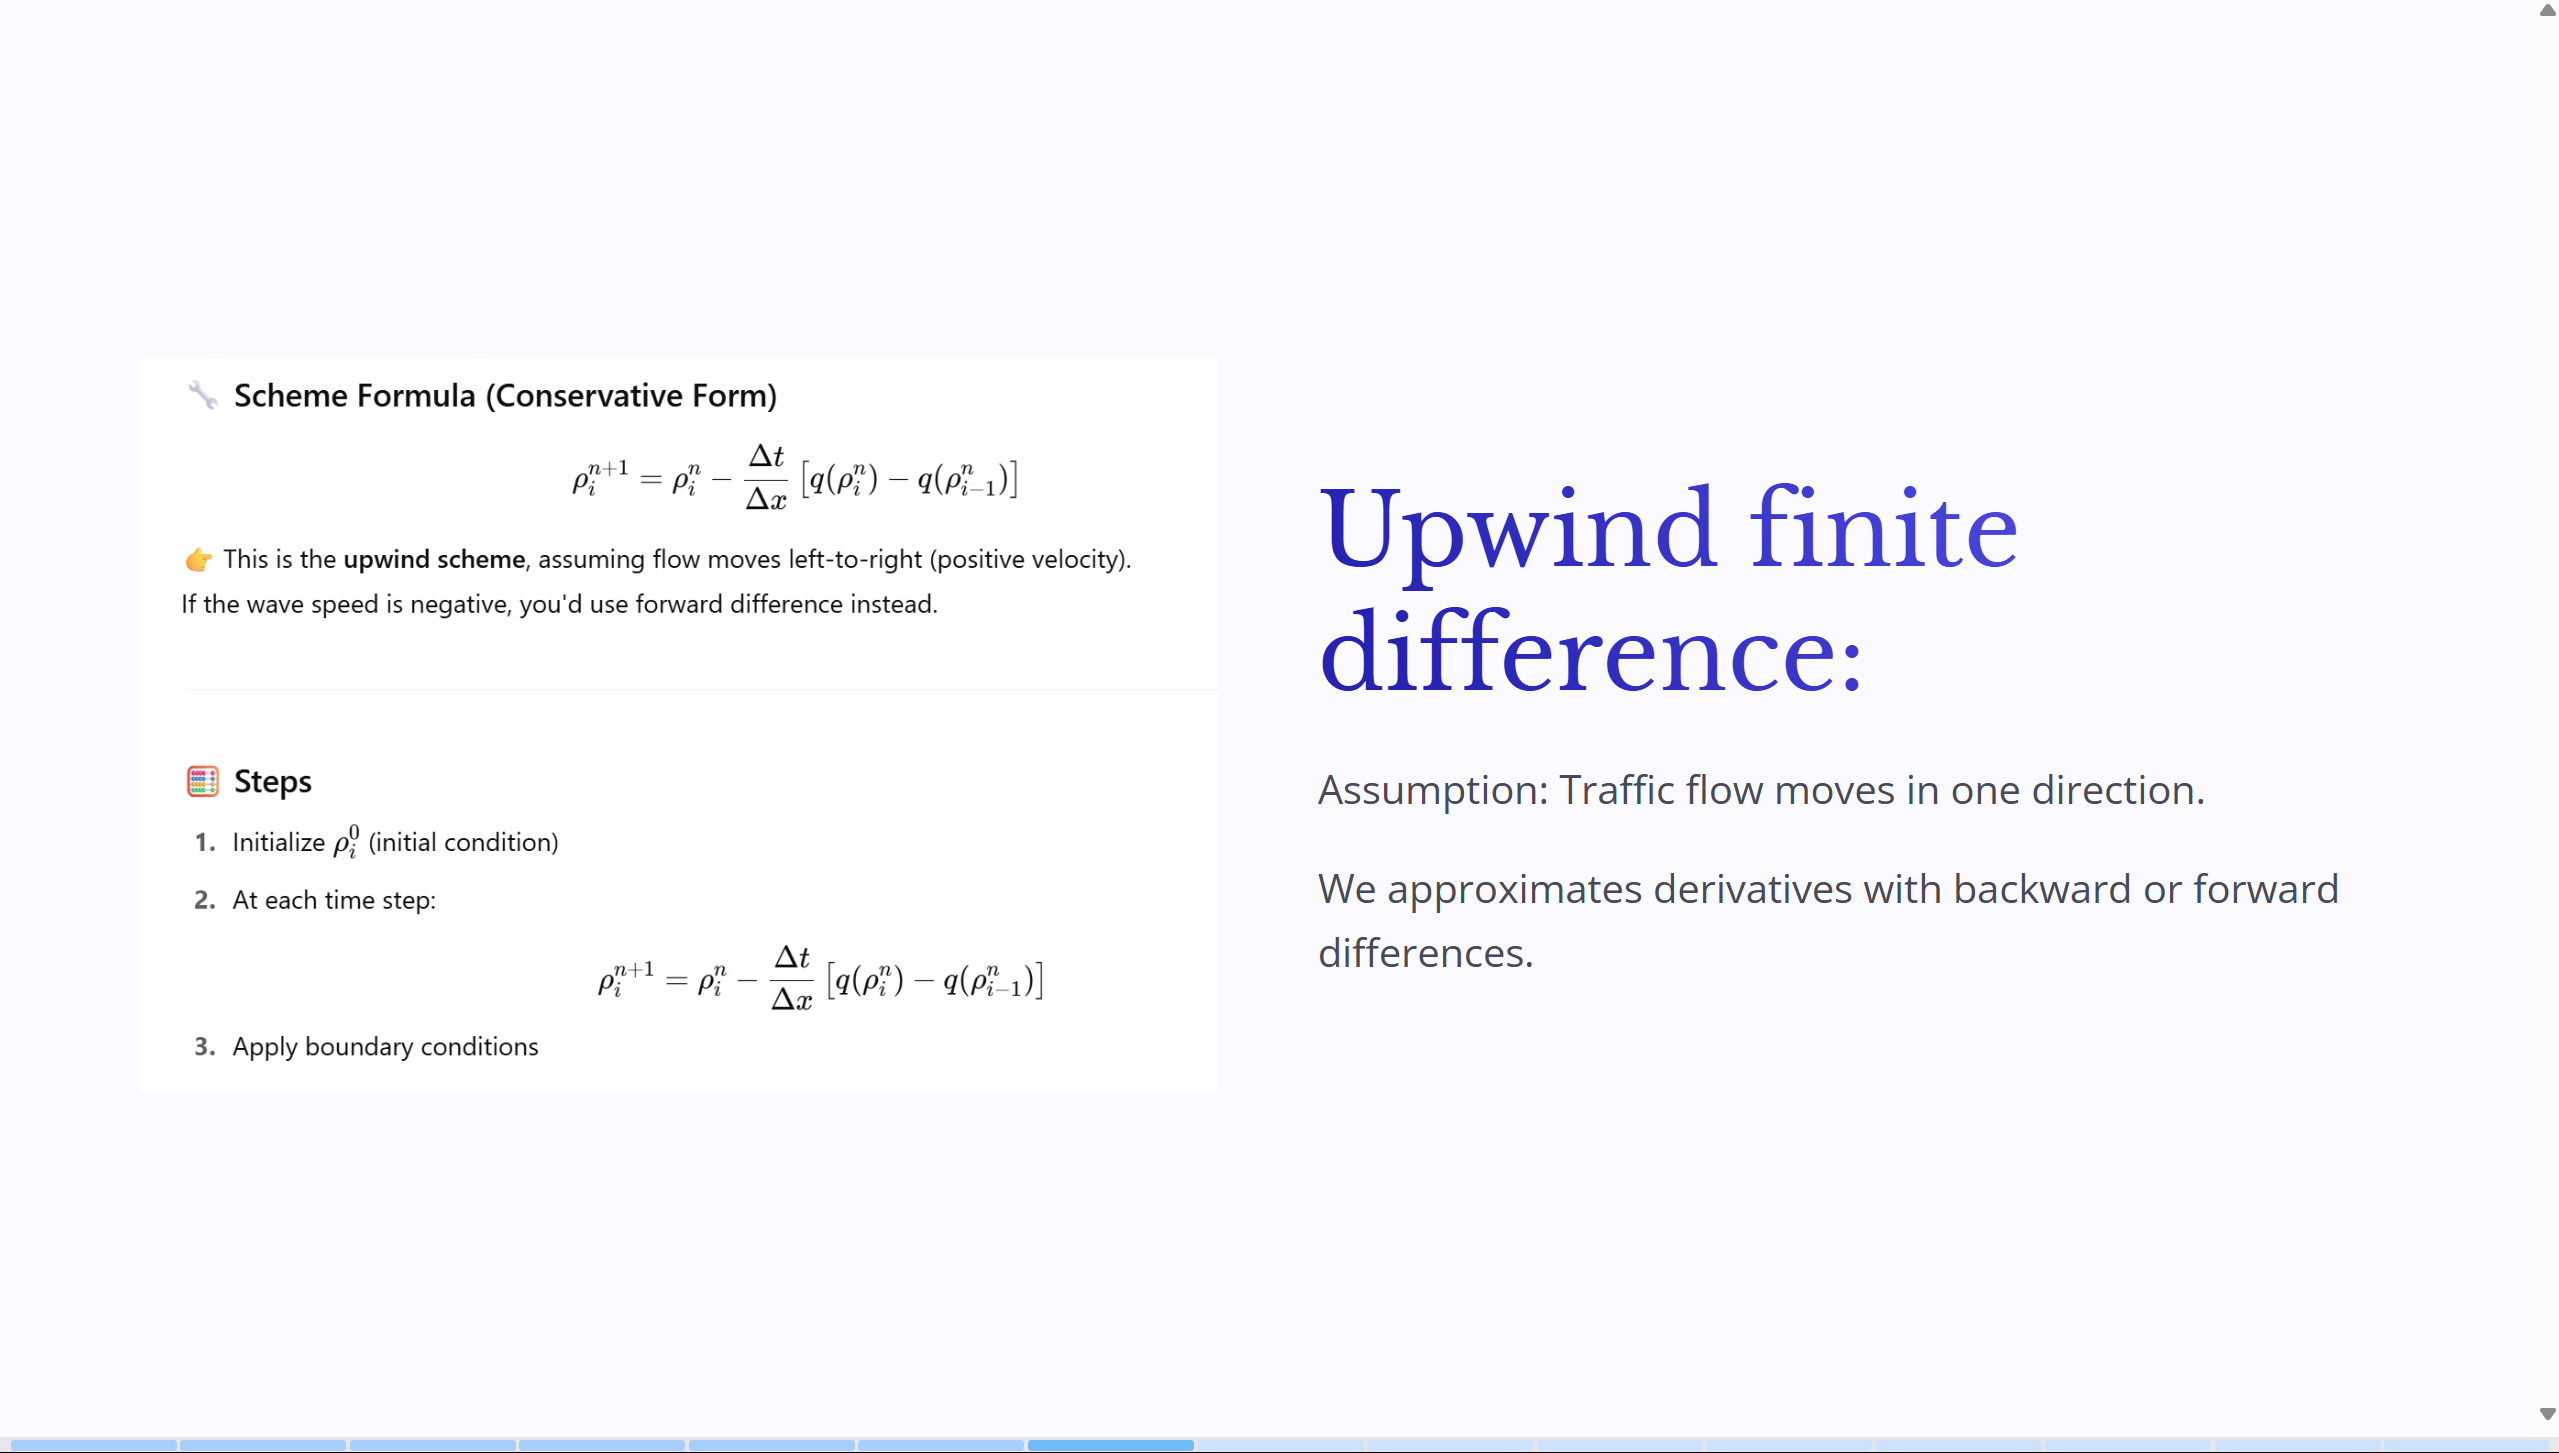 🔧 Scheme Formula (Conservative Form)
ρ_i^{n+1} = ρ_i^n − Δt/Δx [q(ρ_i^n) − q(ρ_{i−1}^n)]
👉 This is the upwind scheme, assuming flow moves left-to-right (positive velocity).
If the wave speed is negative, you'd use forward difference instead.
🧮 Steps
1. Initialize ρ_i^0 (initial condition)
2. At each time step:
ρ_i^{n+1} = ρ_i^n − Δt/Δx [q(ρ_i^n) − q(ρ_{i−1}^n)]
3. Apply boundary conditions
Upwind finite
difference:
Assumption: Traffic flow moves in one direction.
We approximates derivatives with backward or forward
differences.